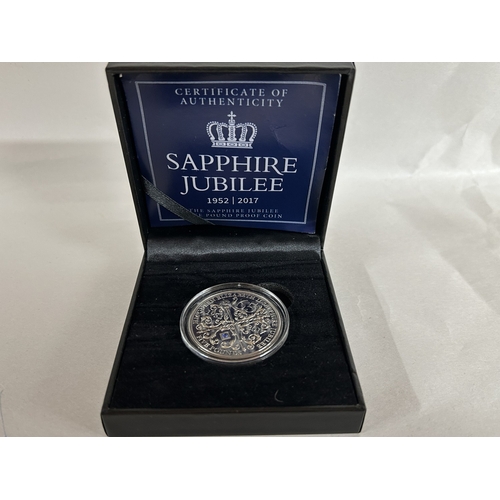 CERTIFICATE OF
AUTHENTICITY
SAPPHIRE
JUBILEE
1952 | 2017
THE SAPPHIRE JUBILEE
POUND PROOF COIN